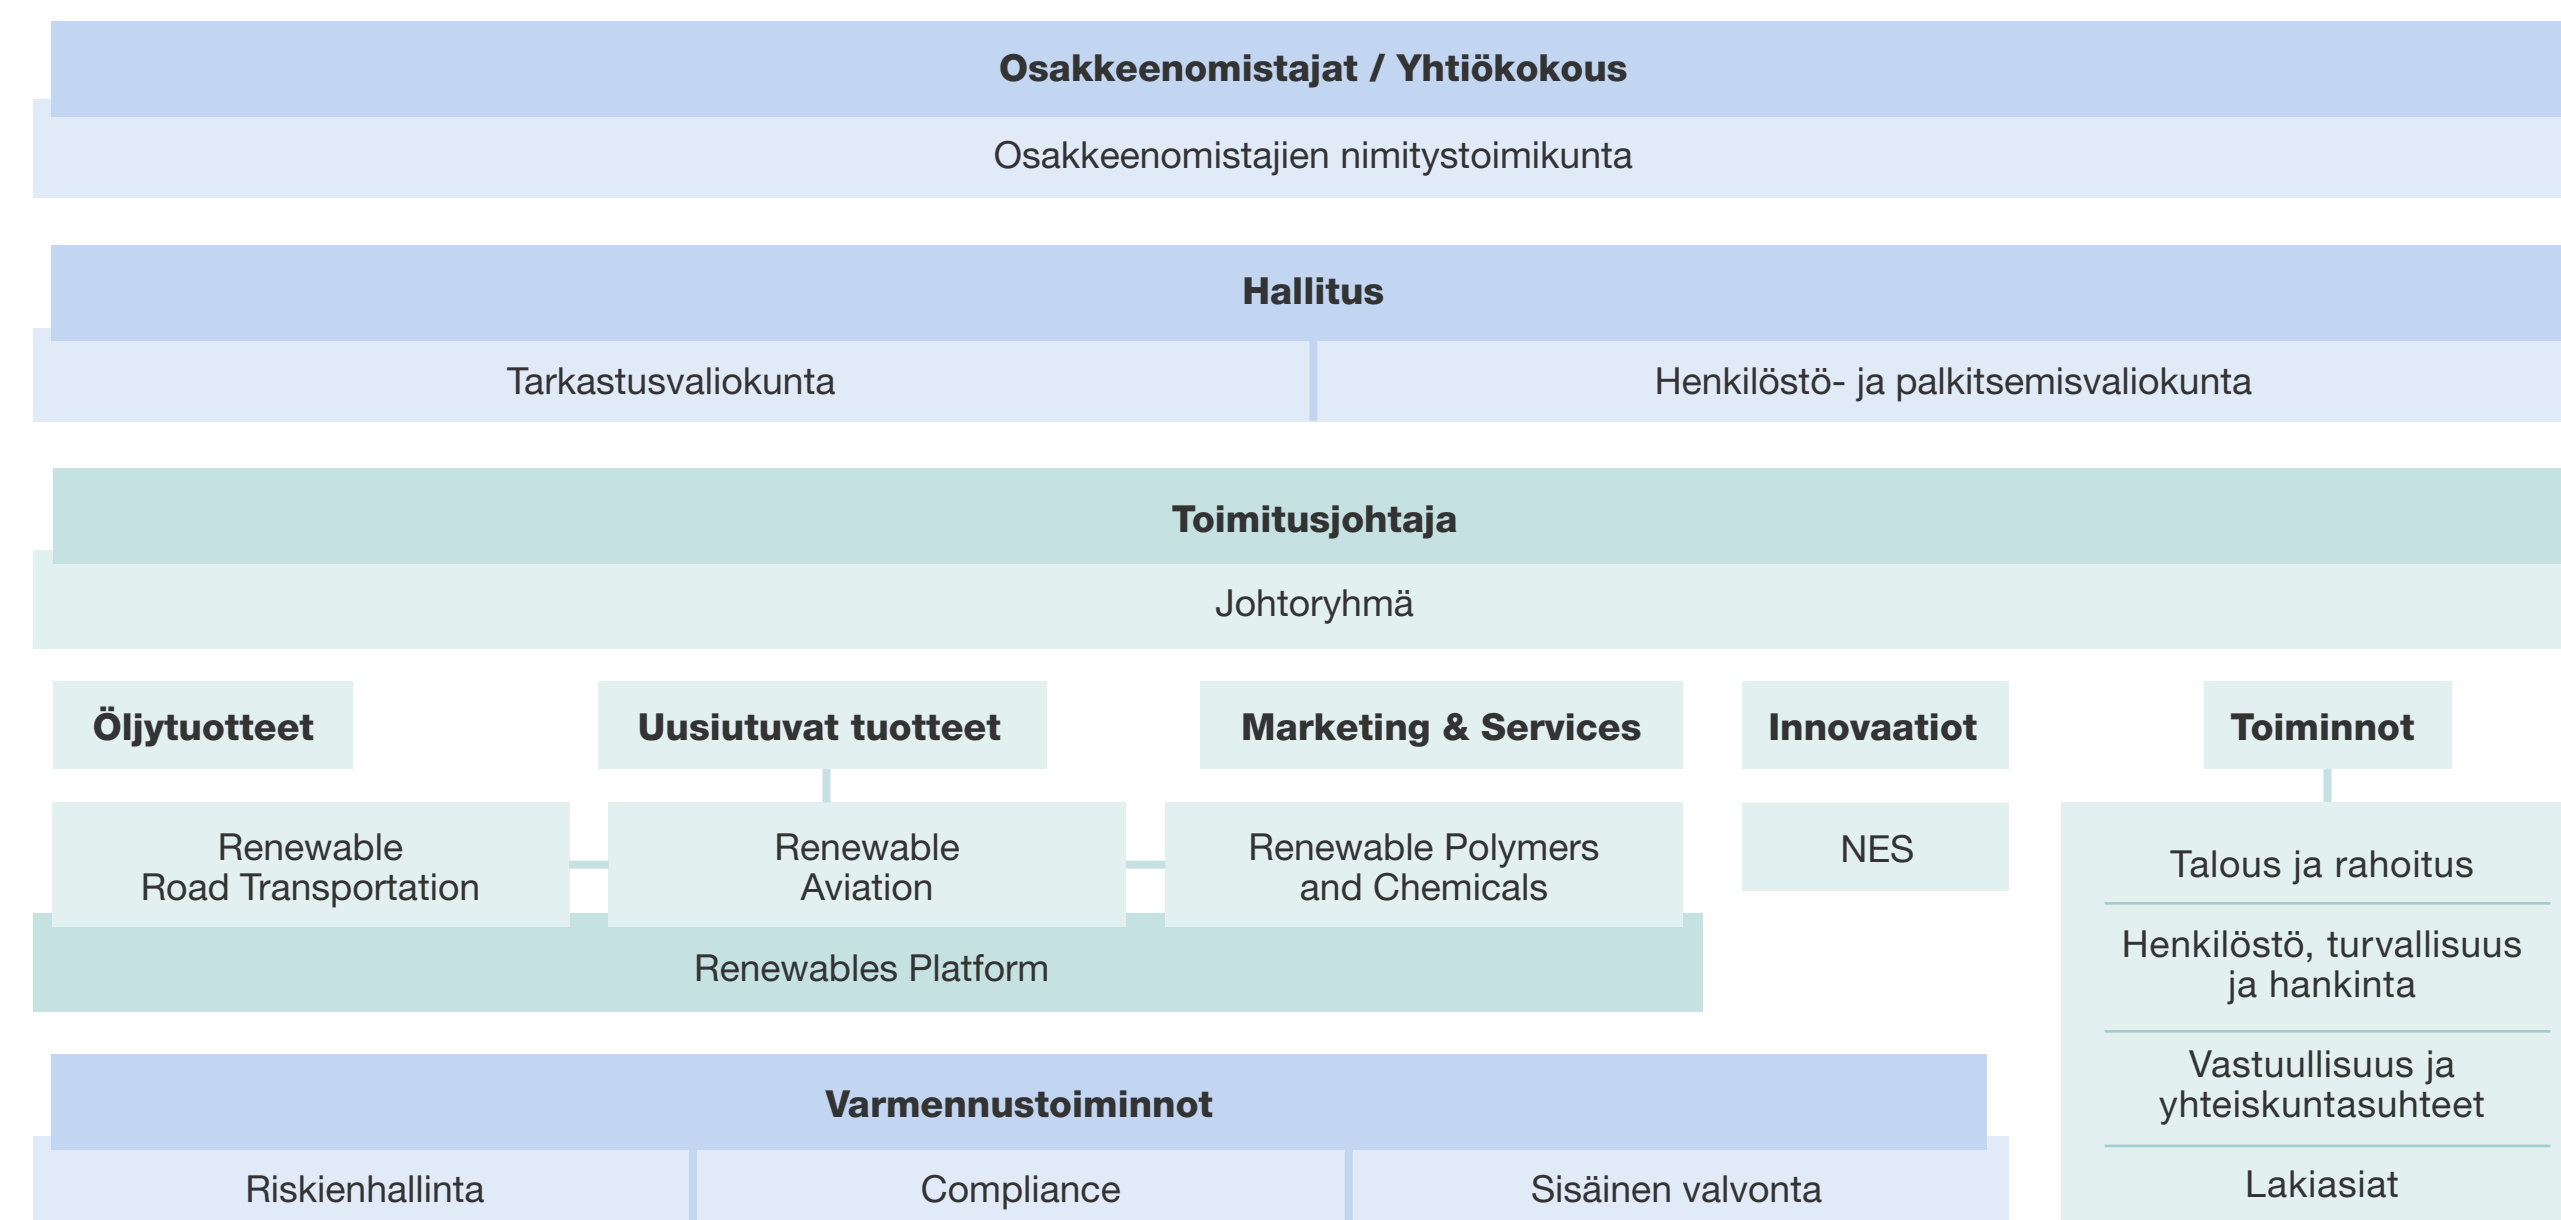 Osakkeenomistajat / Yhtiökokous
Osakkeenomistajien nimitystoimikunta
Hallitus
Tarkastusvaliokunta
Henkilöstö- ja palkitsemisvaliokunta
Toimitusjohtaja
Johtoryhmä
Öljytuotteet
Uusiutuvat tuotteet
Marketing & Services
Innovaatiot
Toiminnot
Renewable
Road Transportation
Renewable
Aviation
Renewable Polymers
and Chemicals
NES
Renewables Platform
Talous ja rahoitus
Henkilöstö, turvallisuus
ja hankinta
Vastuullisuus ja
yhteiskuntasuhteet
Lakiasiat
Varmennustoiminnot
Riskienhallinta
Compliance
Sisäinen valvonta